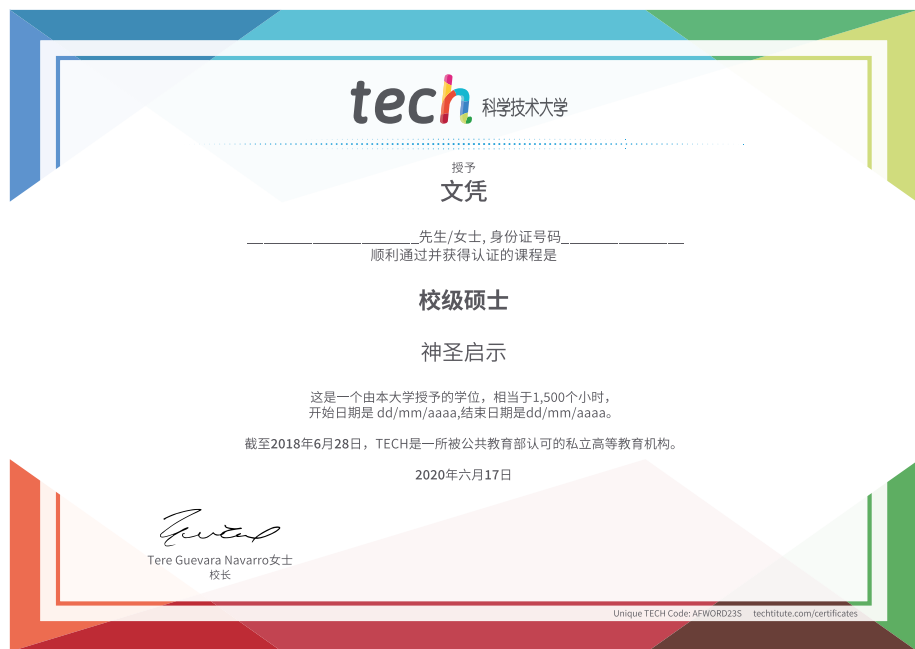 tech 科学技术大学
授予
文凭
_____________________先生/女士, 身份证号码_______________
顺利通过并获得认证的课程是
校级硕士
神圣启示
这是一个由本大学授予的学位，相当于1,500个小时，
开始日期是 dd/mm/aaaa,结束日期是dd/mm/aaaa。
截至2018年6月28日，TECH是一所被公共教育部认可的私立高等教育机构。
2020年六月17日
Tere Guevara Navarro女士
校长
Unique TECH Code: AFWORD23S techtitute.com/certificates